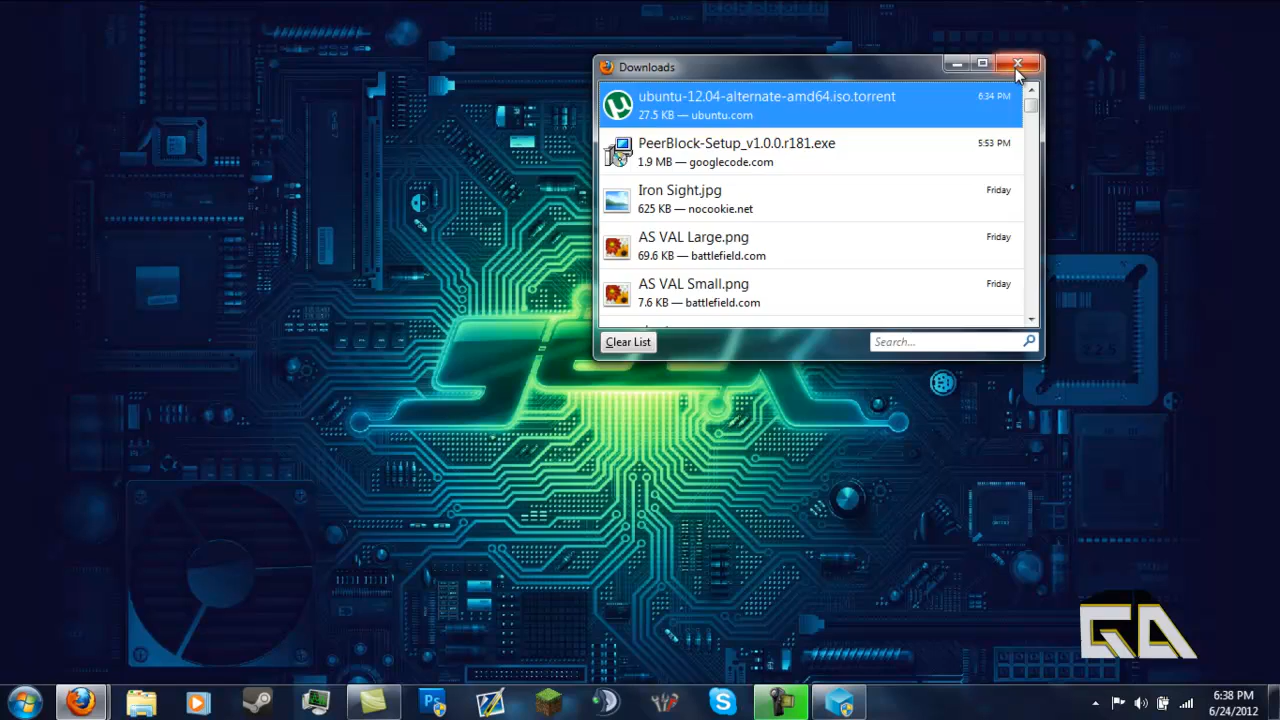 Downloads
ubuntu-12.04-alternate-amd64.iso.torrent
6:34 PM
27.5 KB — ubuntu.com
PeerBlock-Setup_v1.0.0.r181.exe
5:53 PM
1.9 MB — googlecode.com
Iron Sight.jpg
Friday
625 KB — nocookie.net
AS VAL Large.png
Friday
69.6 KB — battlefield.com
AS VAL Small.png
Friday
7.6 KB — battlefield.com
Clear List
Search...
GA
Ps
6:38 PM
6/24/2012